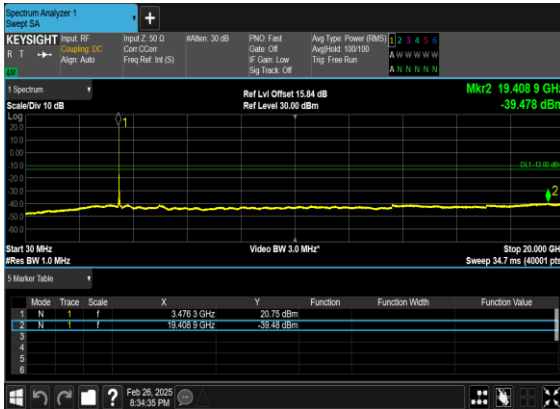 Spectrum Analyzer 1
Swept SA
+
KEYSIGHT
R T
LXI
Input: RF
Coupling: DC
Align: Auto
Input Z: 50 Ω
Corr CCorr
Freq Ref: Int (S)
#Atten: 30 dB
PNO: Fast
Gate: Off
IF Gain: Low
Sig Track: Off
Avg Type: Power (RMS)
Avg|Hold: 100/100
Trig: Free Run
1 2 3 4 5 6
A W W W W W
A N N N N N
1 Spectrum
Scale/Div 10 dB
Ref Lvl Offset 15.84 dB
Ref Level 30.00 dBm
Mkr2 19.408 9 GHz
-39.478 dBm
Log
20.0
10.0
0.00
-10.0
-20.0
-30.0
-40.0
-50.0
-60.0
1
DL1 -13.00 dBm
2
Start 30 MHz
#Res BW 1.0 MHz
Video BW 3.0 MHz*
Stop 20.000 GHz
Sweep 34.7 ms (40001 pts)
5 Marker Table
Mode Trace Scale X Y Function Function Width Function Value
1 N 1 f 3.476 3 GHz 20.75 dBm
2 N 1 f 19.408 9 GHz -39.48 dBm
3
4
5
6
?
Feb 26, 2025
8:34:35 PM